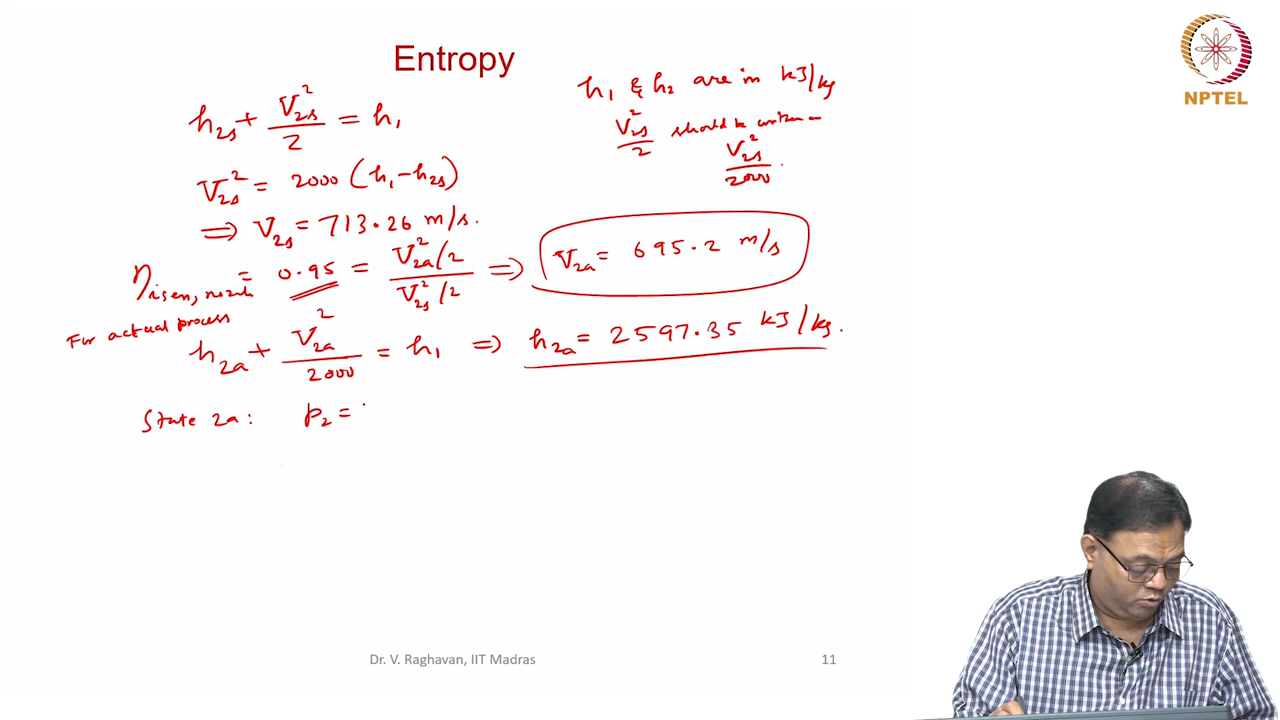 Entropy
NPTEL
h2s + V2s²/2 = h1
h1 & h2 are in kJ/kg
V2s²/2 should be written as
V2s²/2000
V2s² = 2000 (h1 - h2s)
⇒ V2s = 713.26 m/s.
ηisen, nozzle = 0.95 = (V2a²/2)/(V2s²/2) ⇒ V2a = 695.2 m/s
For actual process
h2a + V2a²/2000 = h1 ⇒ h2a = 2597.35 kJ/kg.
State 2a: p2 =
Dr. V. Raghavan, IIT Madras
11